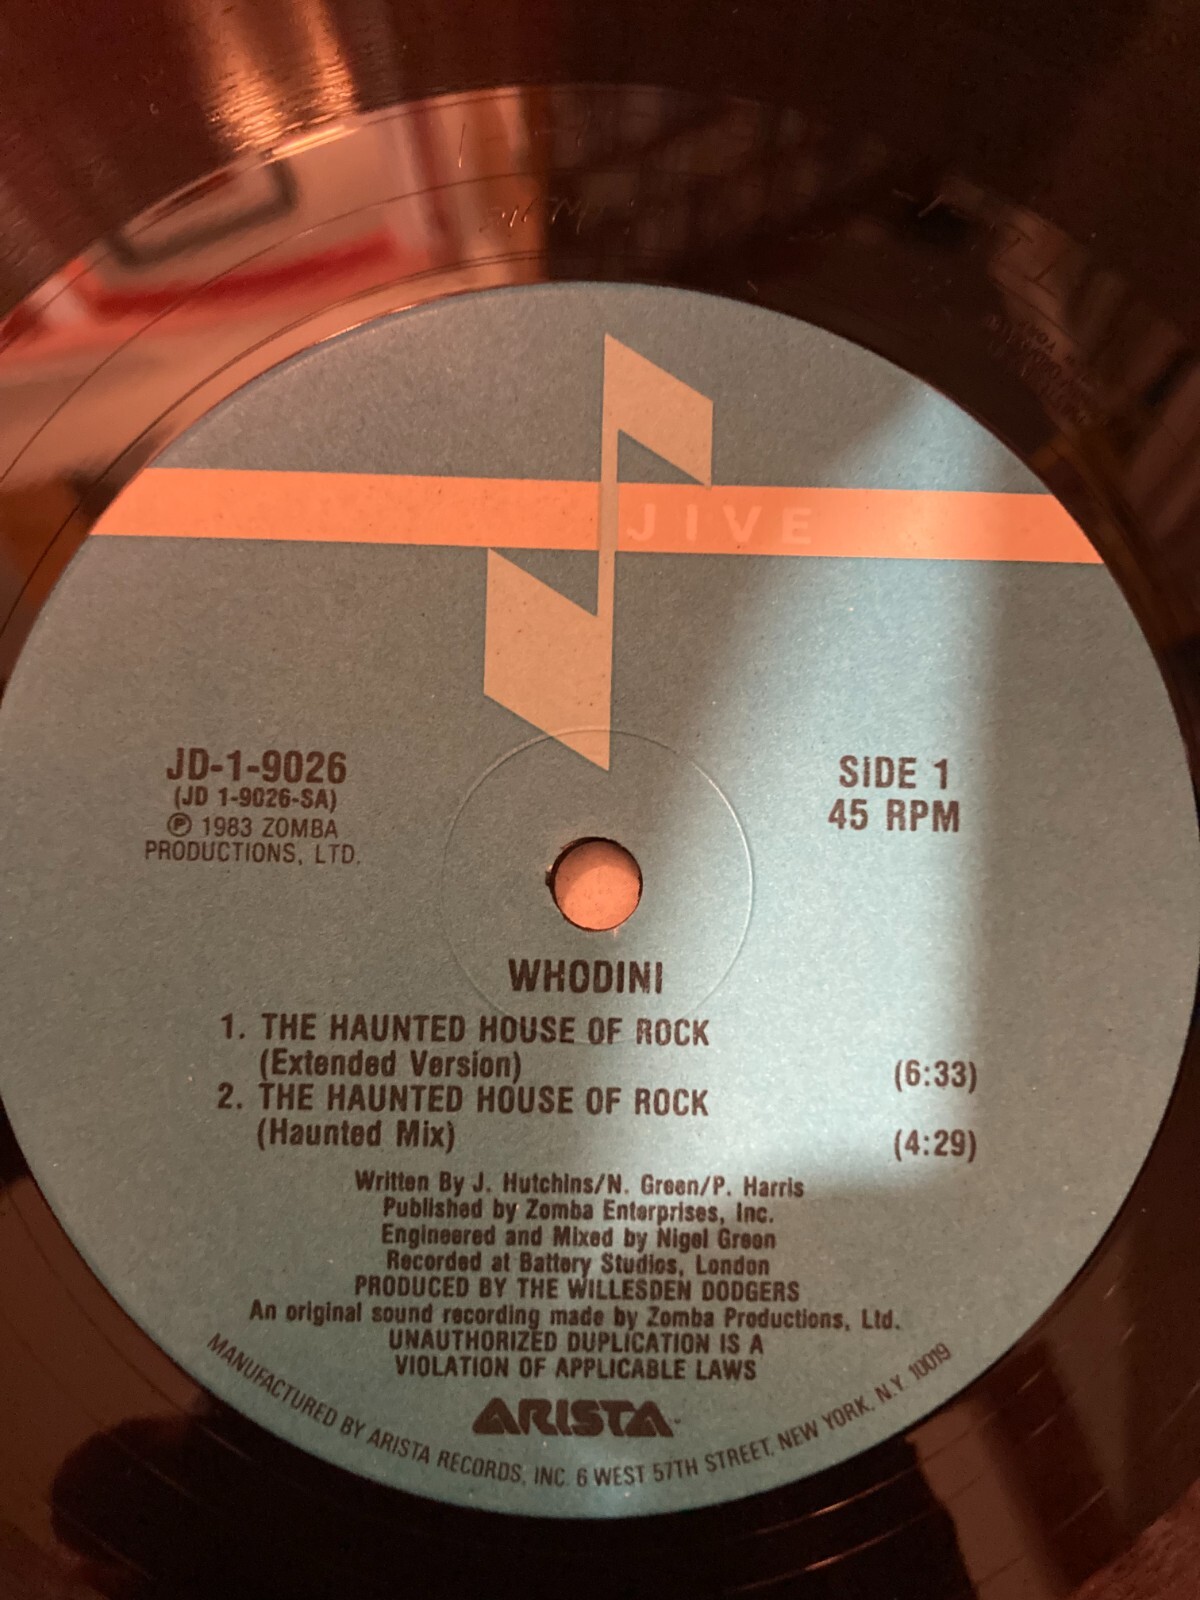 JIVE
JD-1-9026
(JD 1-9026-SA)
Ⓟ 1983 ZOMBA
PRODUCTIONS, LTD.
SIDE 1
45 RPM
WHODINI
1. THE HAUNTED HOUSE OF ROCK
(Extended Version) (6:33)
2. THE HAUNTED HOUSE OF ROCK
(Haunted Mix) (4:29)
Written By J. Hutchins/N. Green/P. Harris
Published by Zomba Enterprises, Inc.
Engineered and Mixed by Nigel Green
Recorded at Battery Studios, London
PRODUCED BY THE WILLESDEN DODGERS
An original sound recording made by Zomba Productions, Ltd.
UNAUTHORIZED DUPLICATION IS A
VIOLATION OF APPLICABLE LAWS
ARISTA
MANUFACTURED BY ARISTA RECORDS, INC. 6 WEST 57TH STREET, NEW YORK, N.Y. 10019